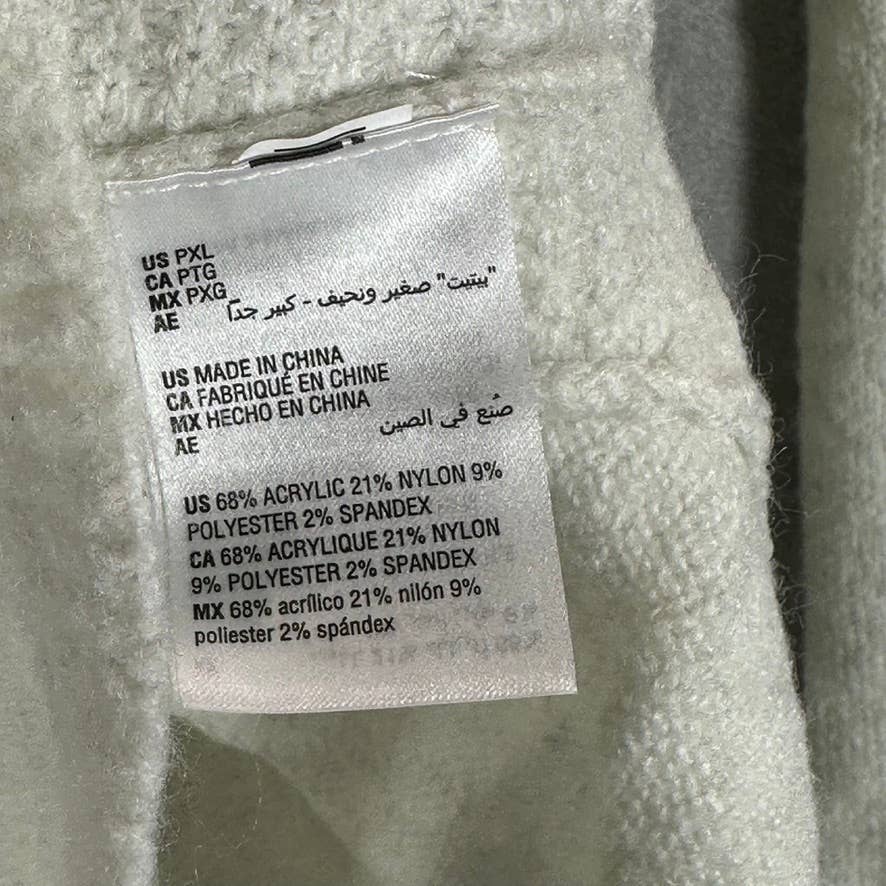 US PXL
CA PTG
MX PXG
AE "بيتيت" صغير ونحيف - كبير جداً
US MADE IN CHINA
CA FABRIQUÉ EN CHINE
MX HECHO EN CHINA
AE صُنع في الصين
US 68% ACRYLIC 21% NYLON 9%
POLYESTER 2% SPANDEX
CA 68% ACRYLIQUE 21% NYLON
9% POLYESTER 2% SPANDEX
MX 68% acrílico 21% nilón 9%
poliester 2% spándex